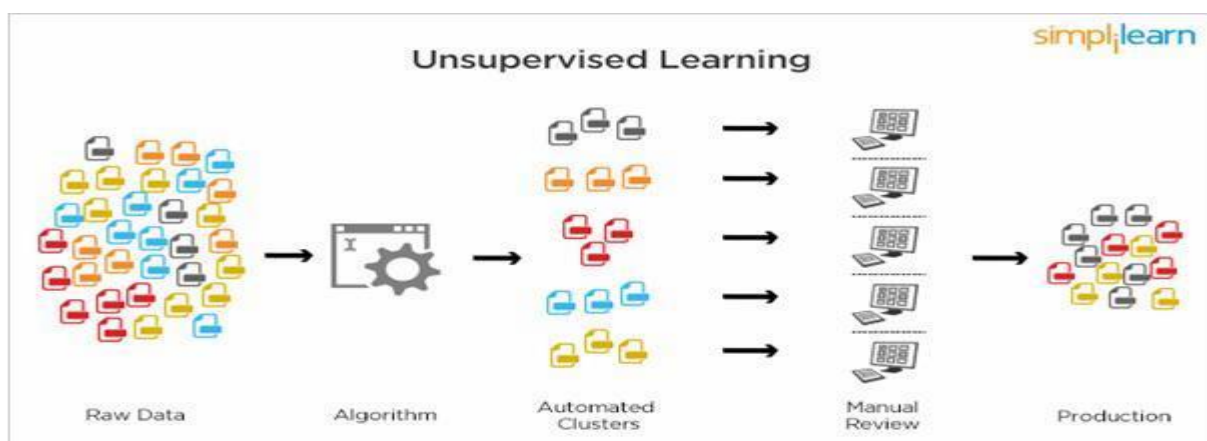 simplilearn
Unsupervised Learning
Raw Data
Algorithm
Automated
Clusters
Manual
Review
Production